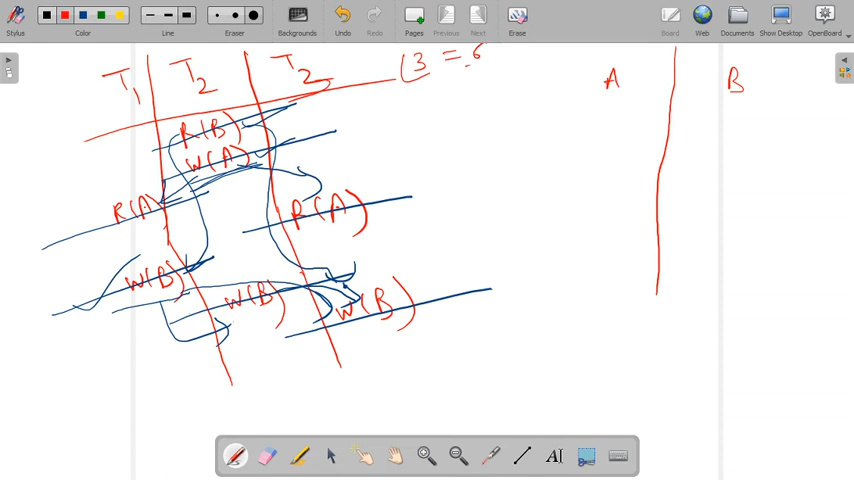 Stylus Color Line Eraser Backgrounds Undo Redo Pages Previous Next Erase Board Web Documents Show Desktop OpenBoard
T1 T2 T2
A B
R(B)
W(A)
R(A) R(A)
W(B) W(B) W(B)